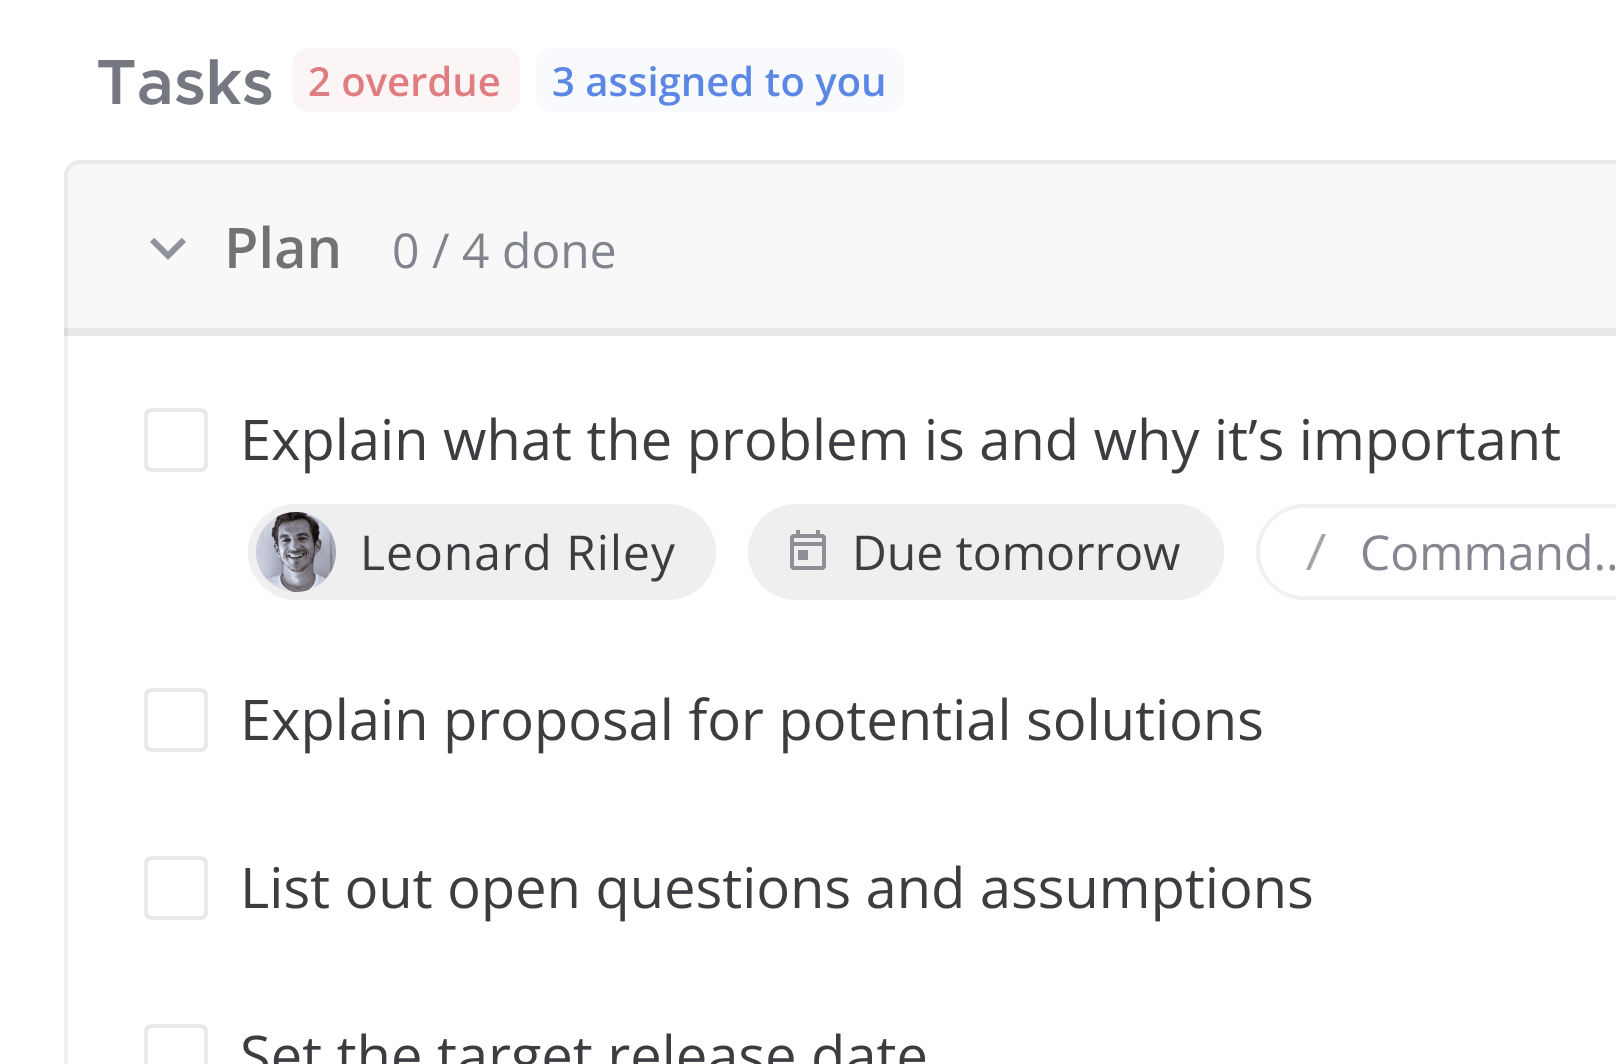 Tasks 2 overdue 3 assigned to you
Plan 0 / 4 done
Explain what the problem is and why it’s important
Leonard Riley Due tomorrow / Command..
Explain proposal for potential solutions
List out open questions and assumptions
Set the target release date